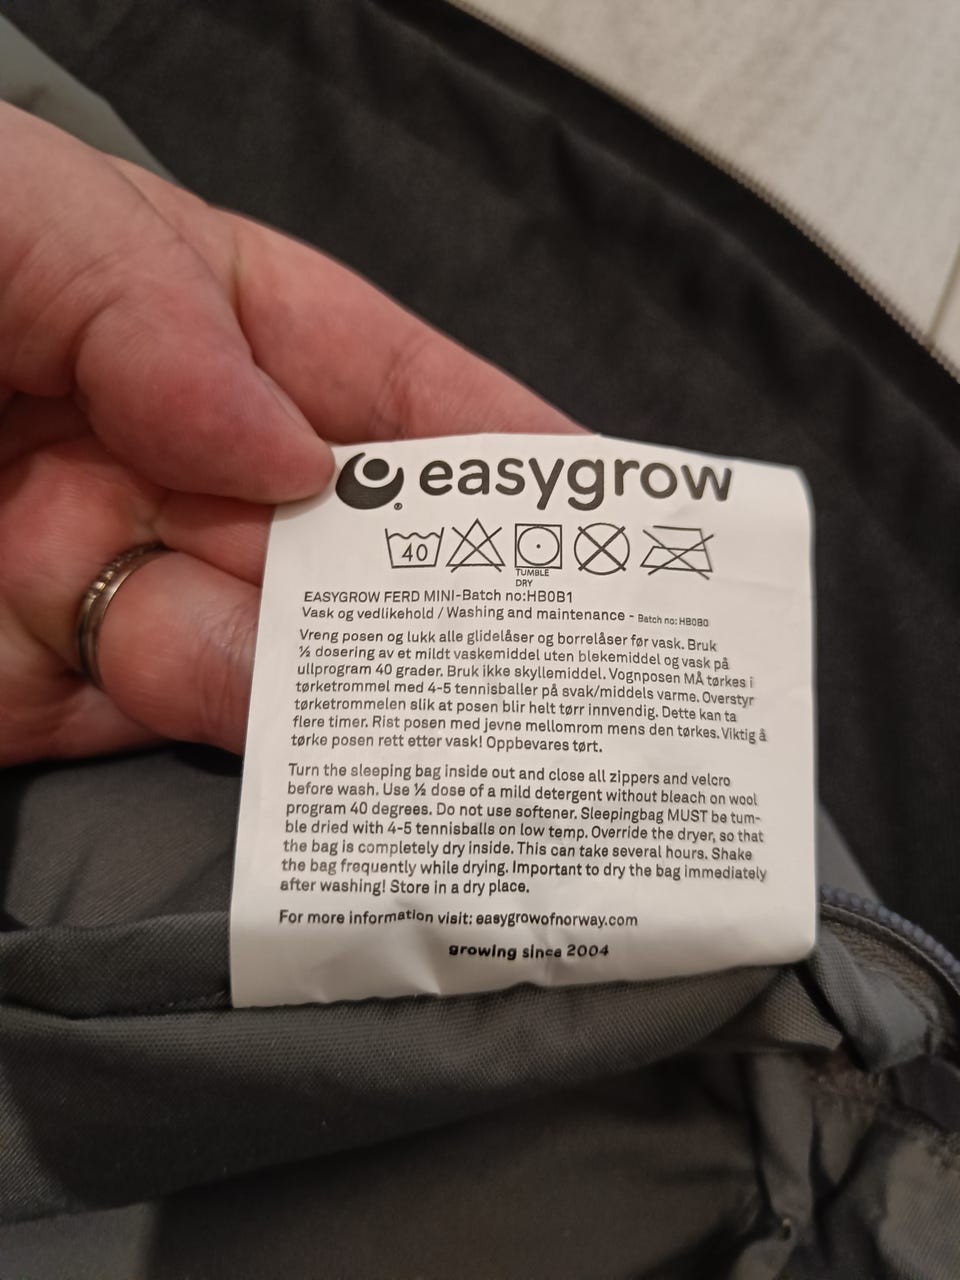 easygrow
40
TUMBLE
DRY
EASYGROW FERD MINI-Batch no:HB0B1
Vask og vedlikehold / Washing and maintenance - Batch no: HB0B0
Vreng posen og lukk alle glidelåser og borrelåser før vask. Bruk
½ dosering av et mildt vaskemiddel uten blekemiddel og vask på
ullprogram 40 grader. Bruk ikke skyllemiddel. Vognposen MÅ tørkes i
tørketrommel med 4-5 tennisballer på svak/middels varme. Overstyr
tørketrommelen slik at posen blir helt tørr innvendig. Dette kan ta
flere timer. Rist posen med jevne mellomrom mens den tørkes. Viktig å
tørke posen rett etter vask! Oppbevares tørt.
Turn the sleeping bag inside out and close all zippers and velcro
before wash. Use ½ dose of a mild detergent without bleach on wool
program 40 degrees. Do not use softener. Sleepingbag MUST be tum-
ble dried with 4-5 tennisballs on low temp. Override the dryer, so that
the bag is completely dry inside. This can take several hours. Shake
the bag frequently while drying. Important to dry the bag immediately
after washing! Store in a dry place.
For more information visit: easygrowofnorway.com
growing since 2004